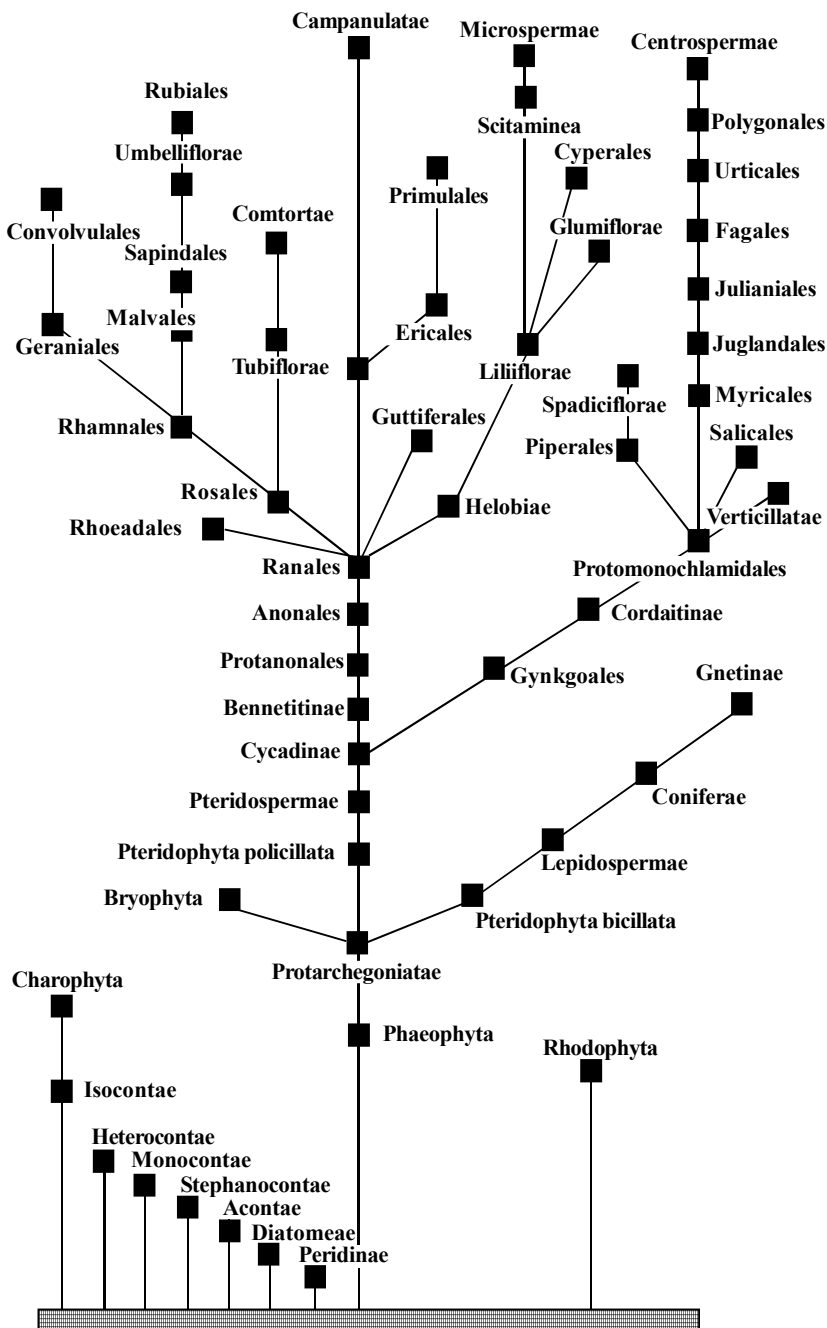 Campanulatae
Microspermae
Centrospermae
Rubiales
Polygonales
Scitaminea
Umbelliflorae
Cyperales
Urticales
Primulales
Comtortae
Convolvulales
Glumiflorae
Fagales
Sapindales
Julianiales
Malvales
Ericales
Geraniales
Juglandales
Tubiflorae
Liliiflorae
Myricales
Spadiciflorae
Guttiferales
Rhamnales
Salicales
Piperales
Rosales
Helobiae
Verticillatae
Rhoeadales
Ranales
Protomonochlamidales
Anonales
Cordaitinae
Protanonales
Gynkgoales
Gnetinae
Bennetitinae
Cycadinae
Pteridospermae
Coniferae
Pteridophyta policillata
Lepidospermae
Bryophyta
Pteridophyta bicillata
Protarchegoniatae
Charophyta
Phaeophyta
Rhodophyta
Isocontae
Heterocontae
Monocontae
Stephanocontae
Acontae
Diatomeae
Peridinae